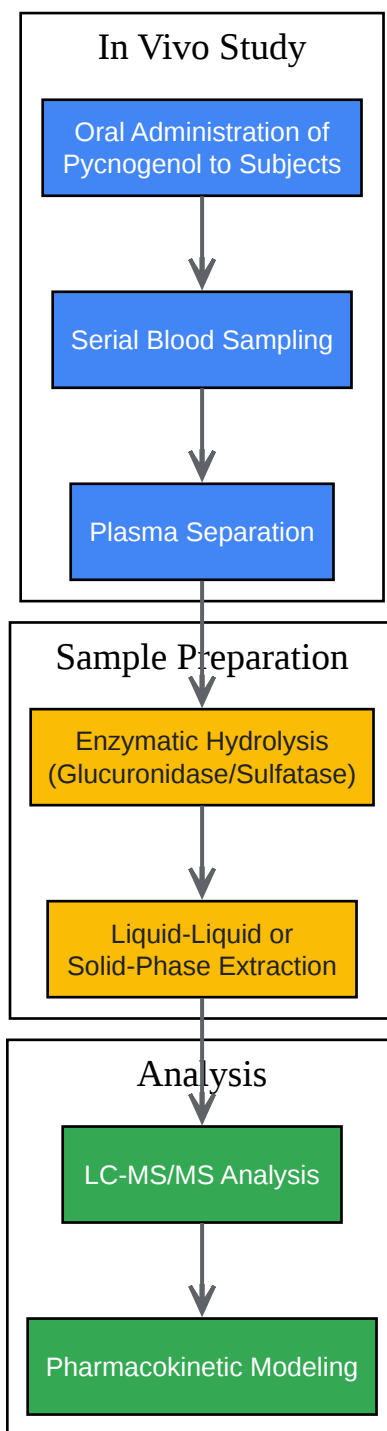 In Vivo Study
Oral Administration of
Pycnogenol to Subjects
Serial Blood Sampling
Plasma Separation
Sample Preparation
Enzymatic Hydrolysis
(Glucuronidase/Sulfatase)
Liquid-Liquid or
Solid-Phase Extraction
Analysis
LC-MS/MS Analysis
Pharmacokinetic Modeling